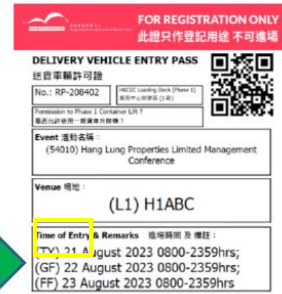 FOR REGISTRATION ONLY
此證只作登記用途 不可進場
DELIVERY VEHICLE ENTRY PASS
送貨車輛許可證
No.: RP-208402
HKCEC Loading Dock (Phase 1)
Permission to Phase 1 Container Lift ?
Event 活動名稱：
(54010) Hang Lung Properties Limited Management
Conference
Venue 場地：
(L1) H1ABC
Time of Entry & Remarks 進場時間 及 備註：
(TY) 21 August 2023 0800-2359hrs;
(GF) 22 August 2023 0800-2359hrs;
(FF) 23 August 2023 0800-2359hrs